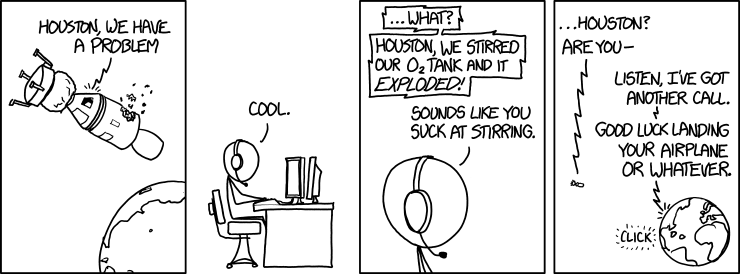 HOUSTON, WE HAVE
A PROBLEM
COOL.
...WHAT?
HOUSTON, WE STIRRED
OUR O₂ TANK AND IT
EXPLODED!
SOUNDS LIKE YOU
SUCK AT STIRRING.
...HOUSTON?
ARE YOU—
LISTEN, I'VE GOT
ANOTHER CALL.
GOOD LUCK LANDING
YOUR AIRPLANE
OR WHATEVER.
CLICK